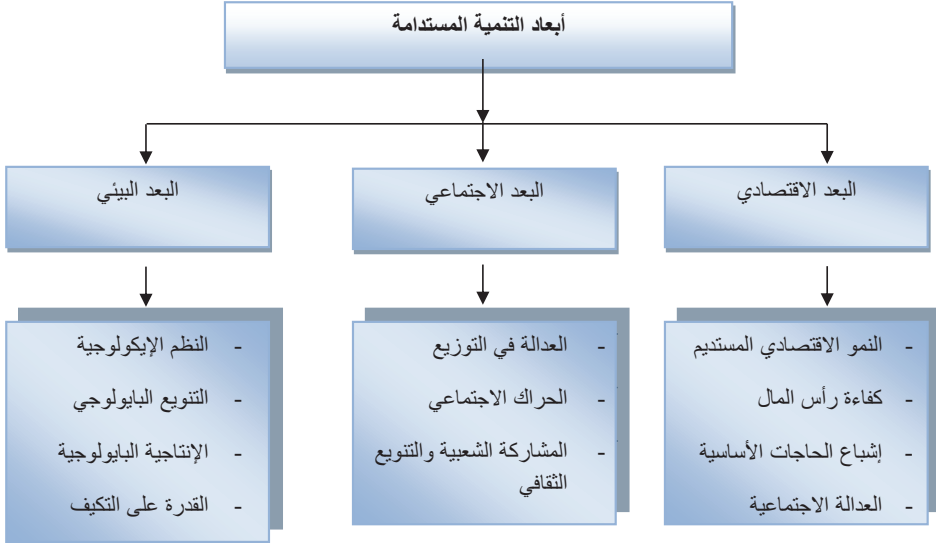 أبعاد التنمية المستدامة
البعد الاقتصادي
البعد الاجتماعي
البعد البيئي
- النمو الاقتصادي المستديم
- كفاءة رأس المال
- إشباع الحاجات الأساسية
- العدالة الاجتماعية
- العدالة في التوزيع
- الحراك الاجتماعي
- المشاركة الشعبية والتنويع
الثقافي
- النظم الإيكولوجية
- التنويع البايولوجي
- الإنتاجية البايولوجية
- القدرة على التكيف